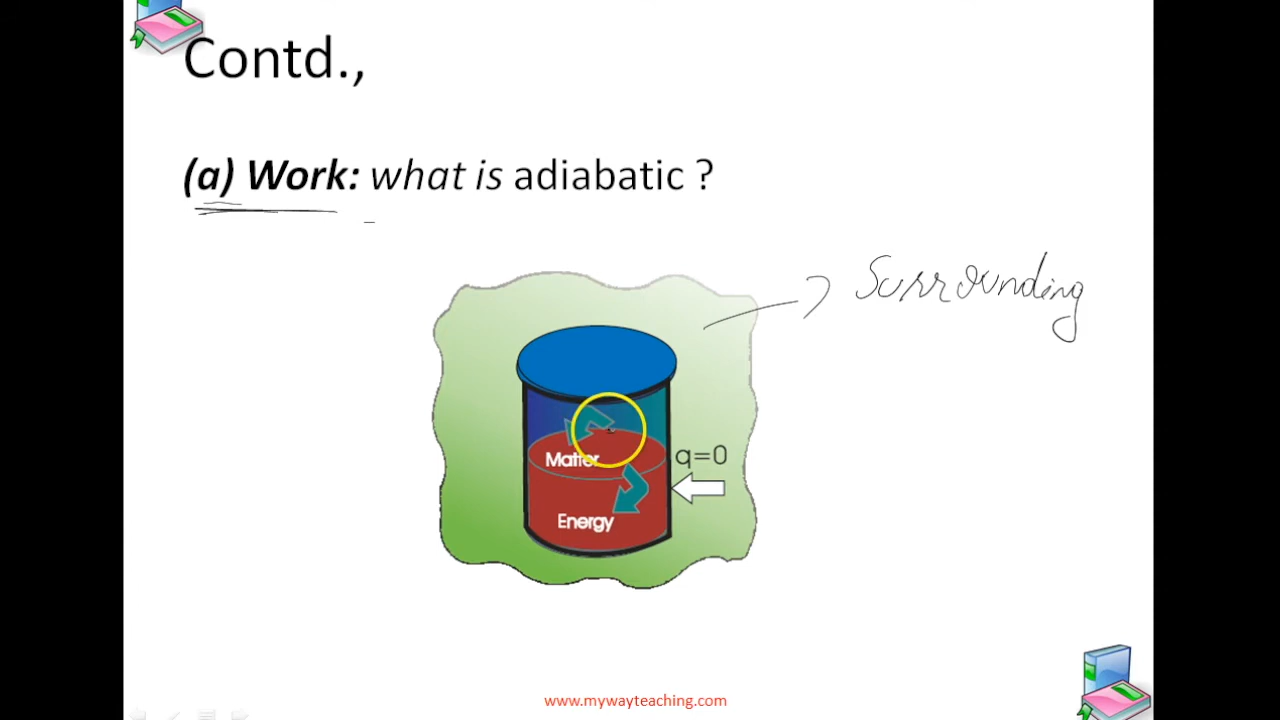 Contd.,
(a) Work: what is adiabatic ?
Surrounding
q=0
Matter
Energy
www.mywayteaching.com